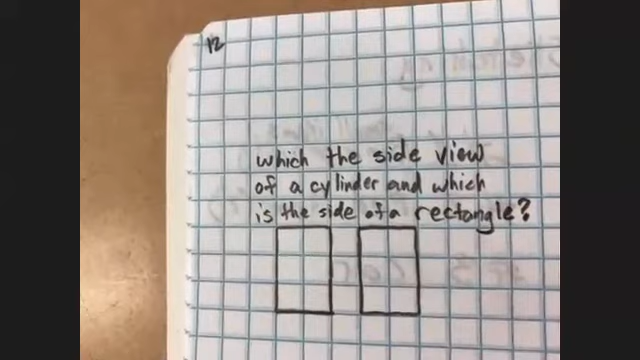 12
which the side view
of a cylinder and which
is the side of a rectangle?